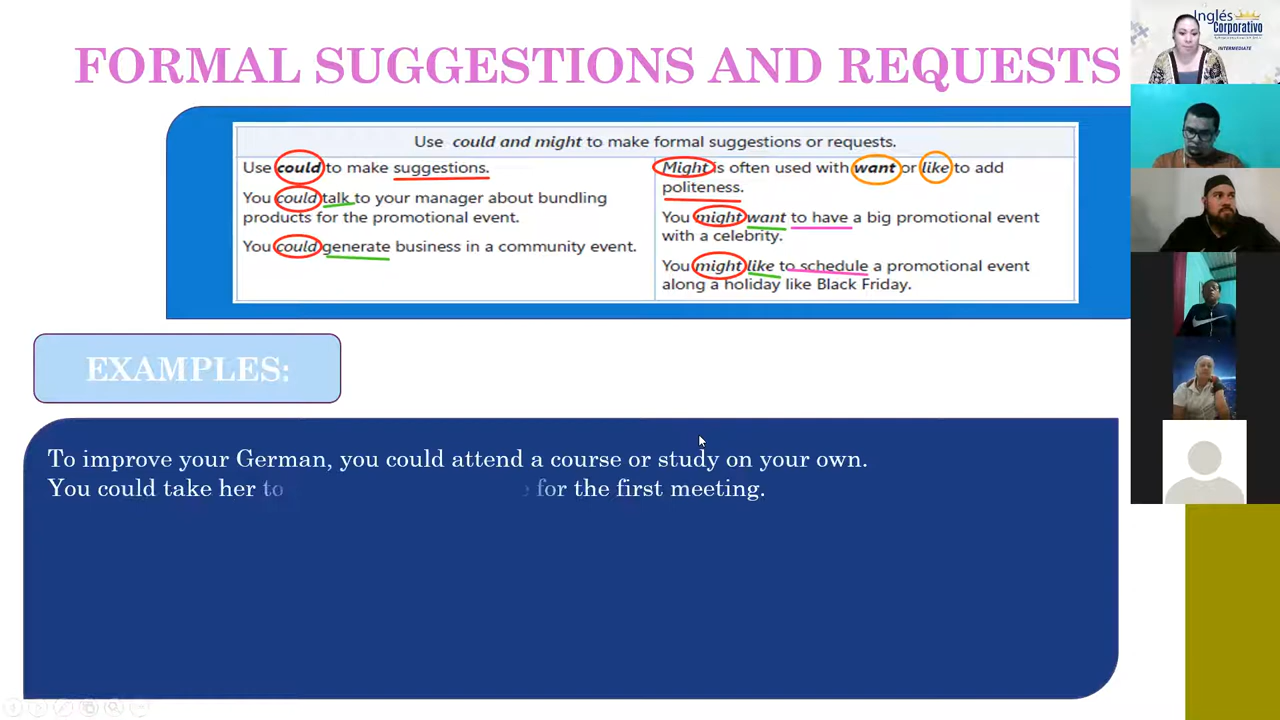 FORMAL SUGGESTIONS AND REQUESTS
Inglés
Corporativo
INTERMEDIATE
Use could and might to make formal suggestions or requests.
Use could to make suggestions.
You could talk to your manager about bundling
products for the promotional event.
You could generate business in a community event.
Might is often used with want or like to add
politeness.
You might want to have a big promotional event
with a celebrity.
You might like to schedule a promotional event
along a holiday like Black Friday.
EXAMPLES:
To improve your German, you could attend a course or study on your own.
You could take her to for the first meeting.